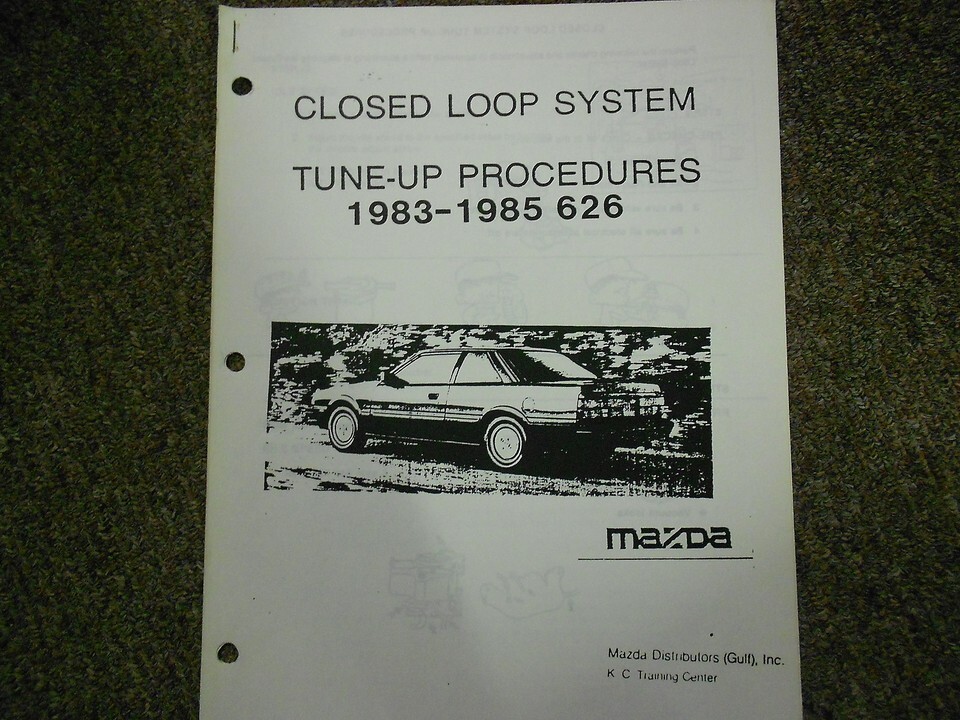 CLOSED LOOP SYSTEM
TUNE-UP PROCEDURES
1983-1985 626
mazda
Mazda Distributors (Gulf), Inc.
K C Training Center